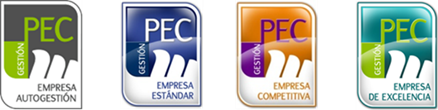 PEC
GESTIÓN
EMPRESA
AUTOGESTIÓN
PEC
GESTIÓN
EMPRESA
ESTÁNDAR
PEC
GESTIÓN
EMPRESA
COMPETITIVA
PEC
GESTIÓN
EMPRESA
DE EXCELENCIA